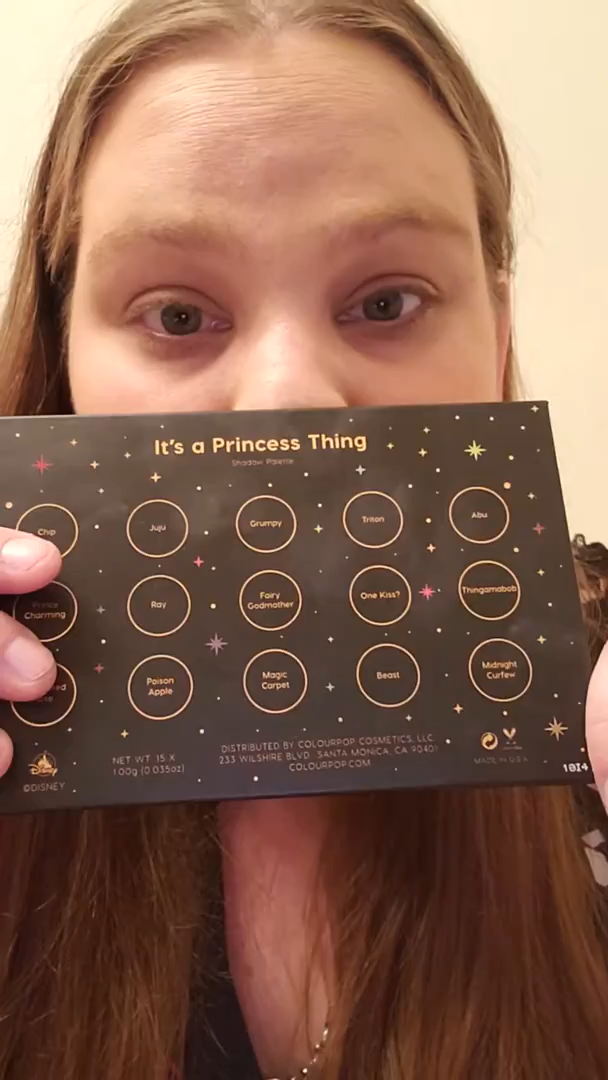 It's a Princess Thing
Shadow Palette
Chip
Juju
Grumpy
Triton
Abu
Prince
Charming
Ray
Fairy
Godmother
One Kiss?
Thingamabob
Poison
Apple
Magic
Carpet
Beast
Midnight
Curfew
Disney
©DISNEY
NET WT. 15 X
1.00g (0.035oz)
DISTRIBUTED BY COLOURPOP COSMETICS, LLC.
233 WILSHIRE BLVD. SANTA MONICA, CA 90401
COLOURPOP.COM
MADE IN U.S.A.
1014